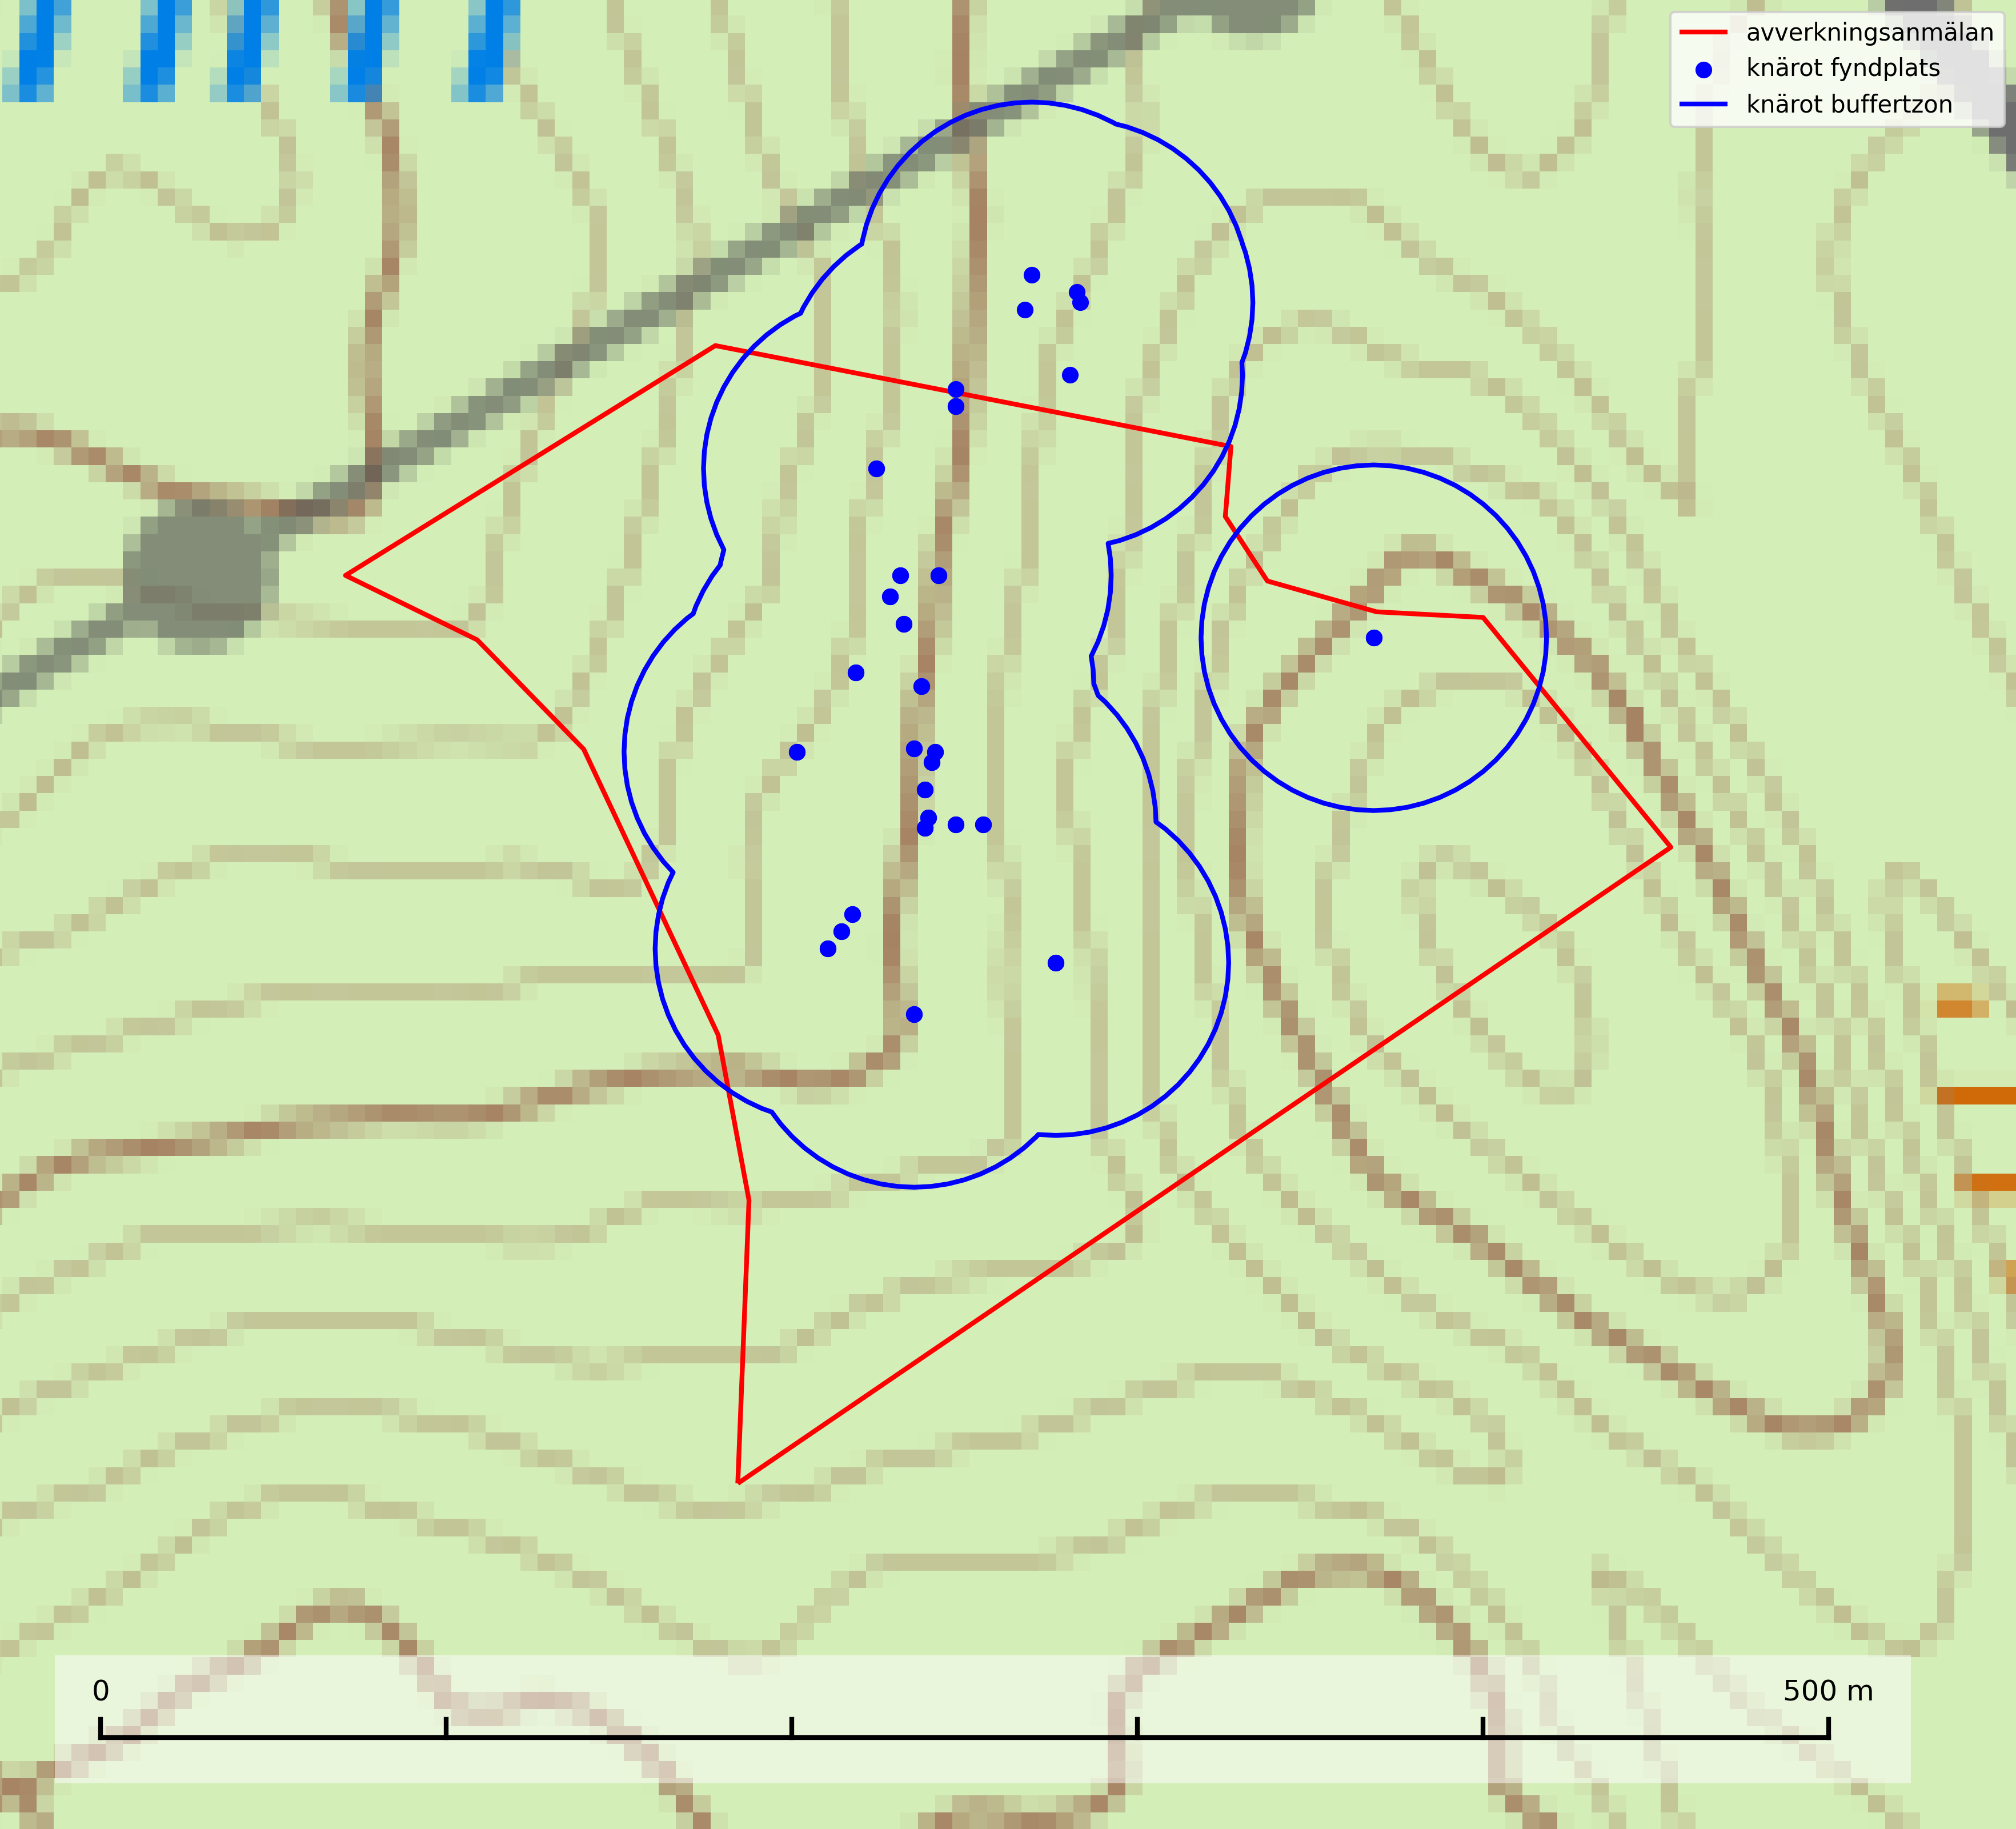 avverkningsanmälan
knärot fyndplats
knärot buffertzon
0
500 m